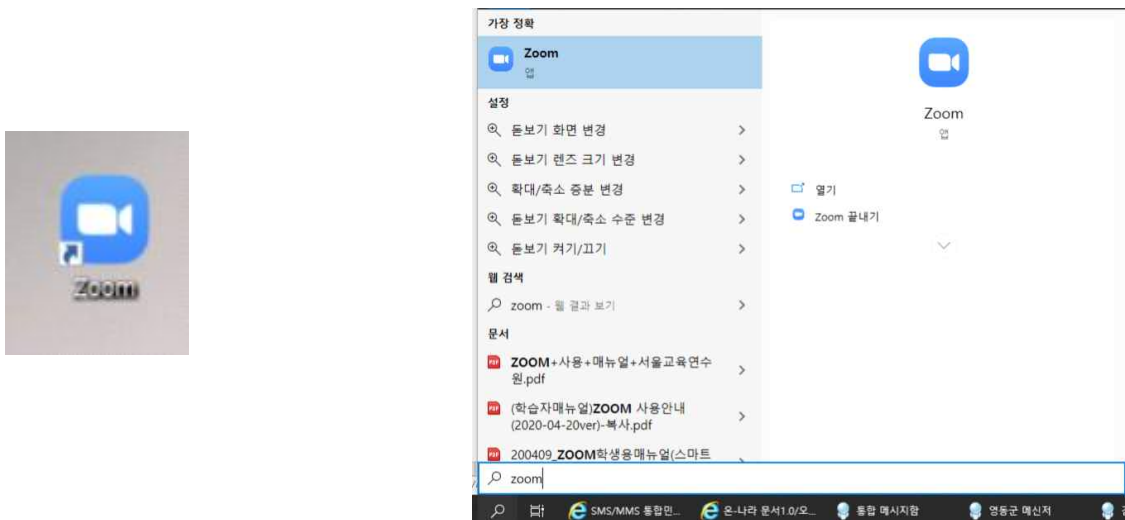 Zoom
가장 정확
Zoom
앱
설정
돋보기 화면 변경
돋보기 렌즈 크기 변경
확대/축소 증분 변경
돋보기 확대/축소 수준 변경
돋보기 켜기/끄기
웹 검색
zoom - 웹 결과 보기
문서
ZOOM+사용+매뉴얼+서울교육연수
원.pdf
(학습자매뉴얼)ZOOM 사용안내
(2020-04-20ver)-복사.pdf
200409_ZOOM학생용매뉴얼(스마트
Zoom
앱
열기
Zoom 끝내기
zoom
SMS/MMS 통합민...
온-나라 문서1.0/오...
통합 메시지함
영동군 메신저